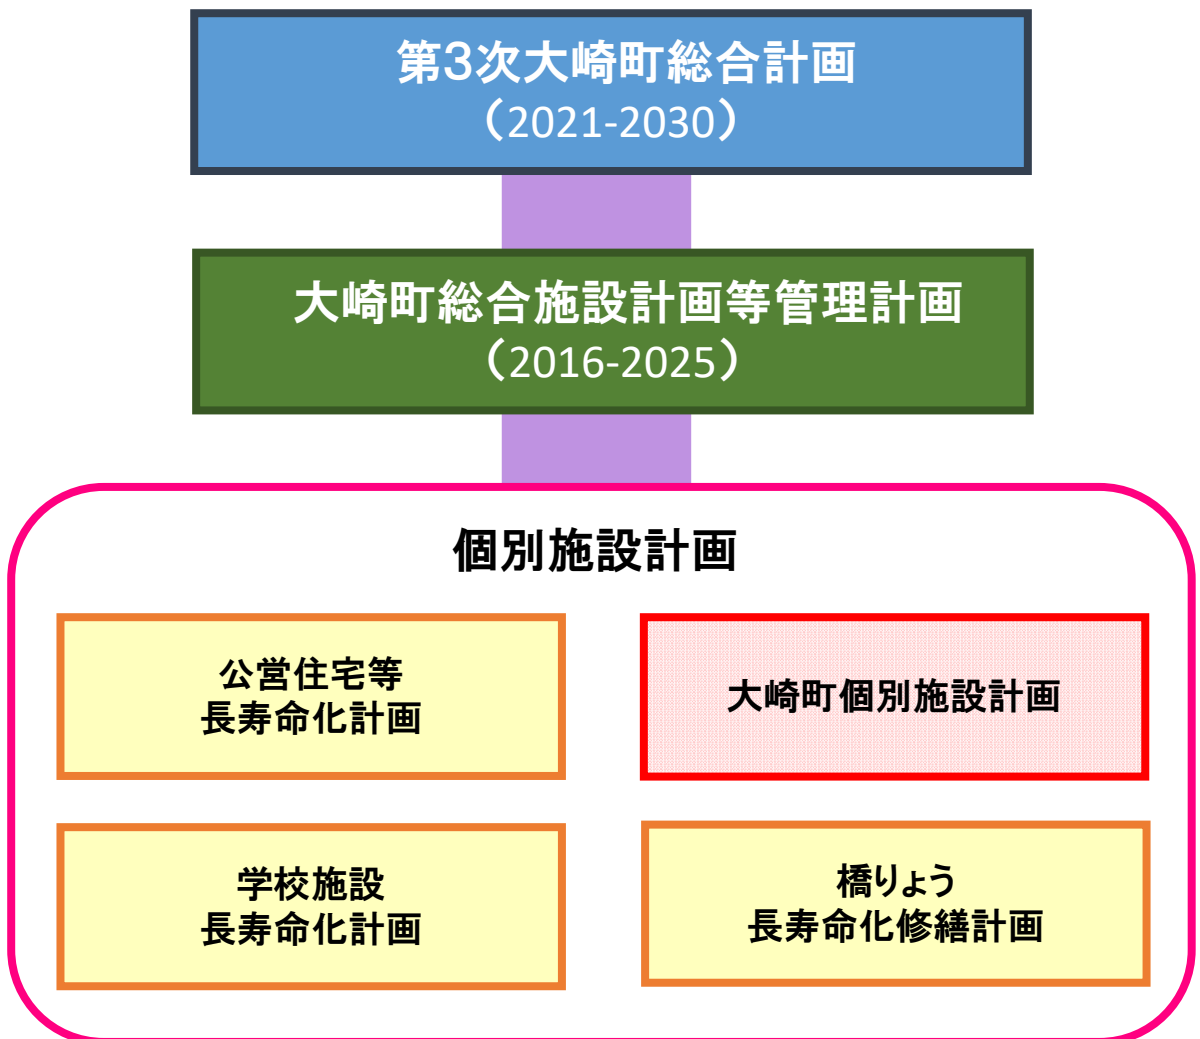 第3次大崎町総合計画
（2021-2030）
大崎町総合施設計画等管理計画
（2016-2025）
個別施設計画
公営住宅等
長寿命化計画
大崎町個別施設計画
学校施設
長寿命化計画
橋りょう
長寿命化修繕計画